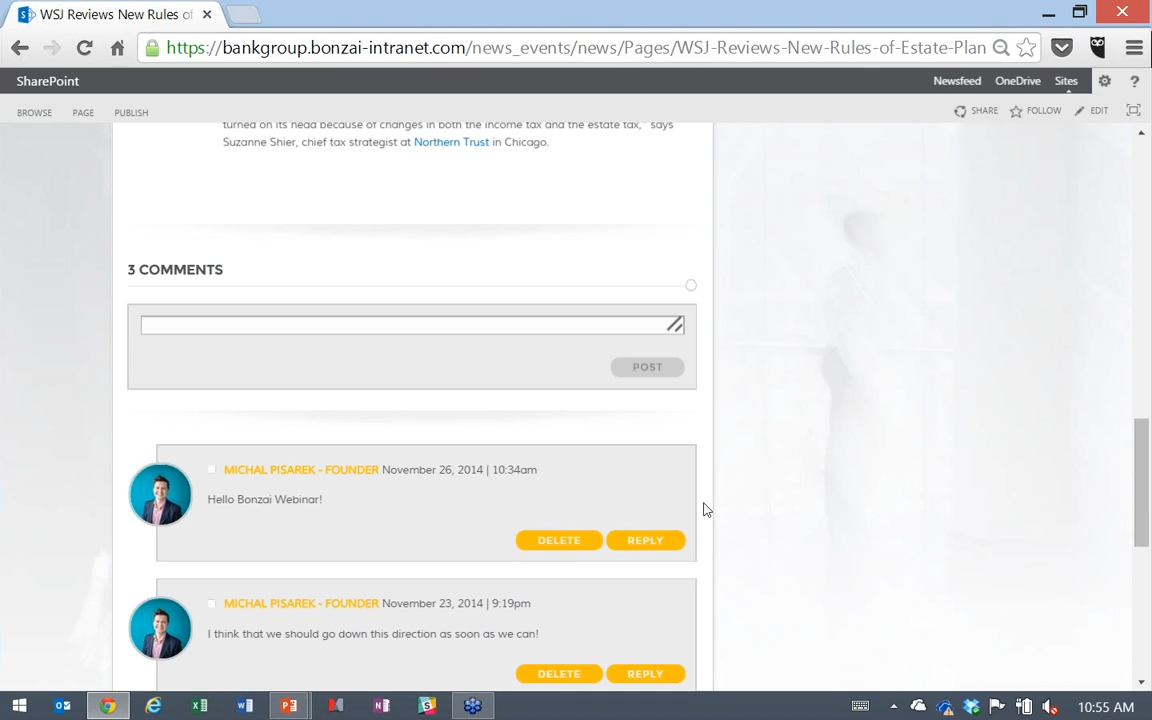 WSJ Reviews New Rules of
https://bankgroup.bonzai-intranet.com/news_events/news/Pages/WSJ-Reviews-New-Rules-of-Estate-Plan
SharePoint
Newsfeed OneDrive Sites ?
BROWSE PAGE PUBLISH
SHARE FOLLOW EDIT
turned on its head because of changes in both the income tax and the estate tax," says
Suzanne Shier, chief tax strategist at Northern Trust in Chicago.
3 COMMENTS
POST
MICHAL PISAREK - FOUNDER November 26, 2014 | 10:34am
Hello Bonzai Webinar!
DELETE REPLY
MICHAL PISAREK - FOUNDER November 23, 2014 | 9:19pm
I think that we should go down this direction as soon as we can!
DELETE REPLY
10:55 AM